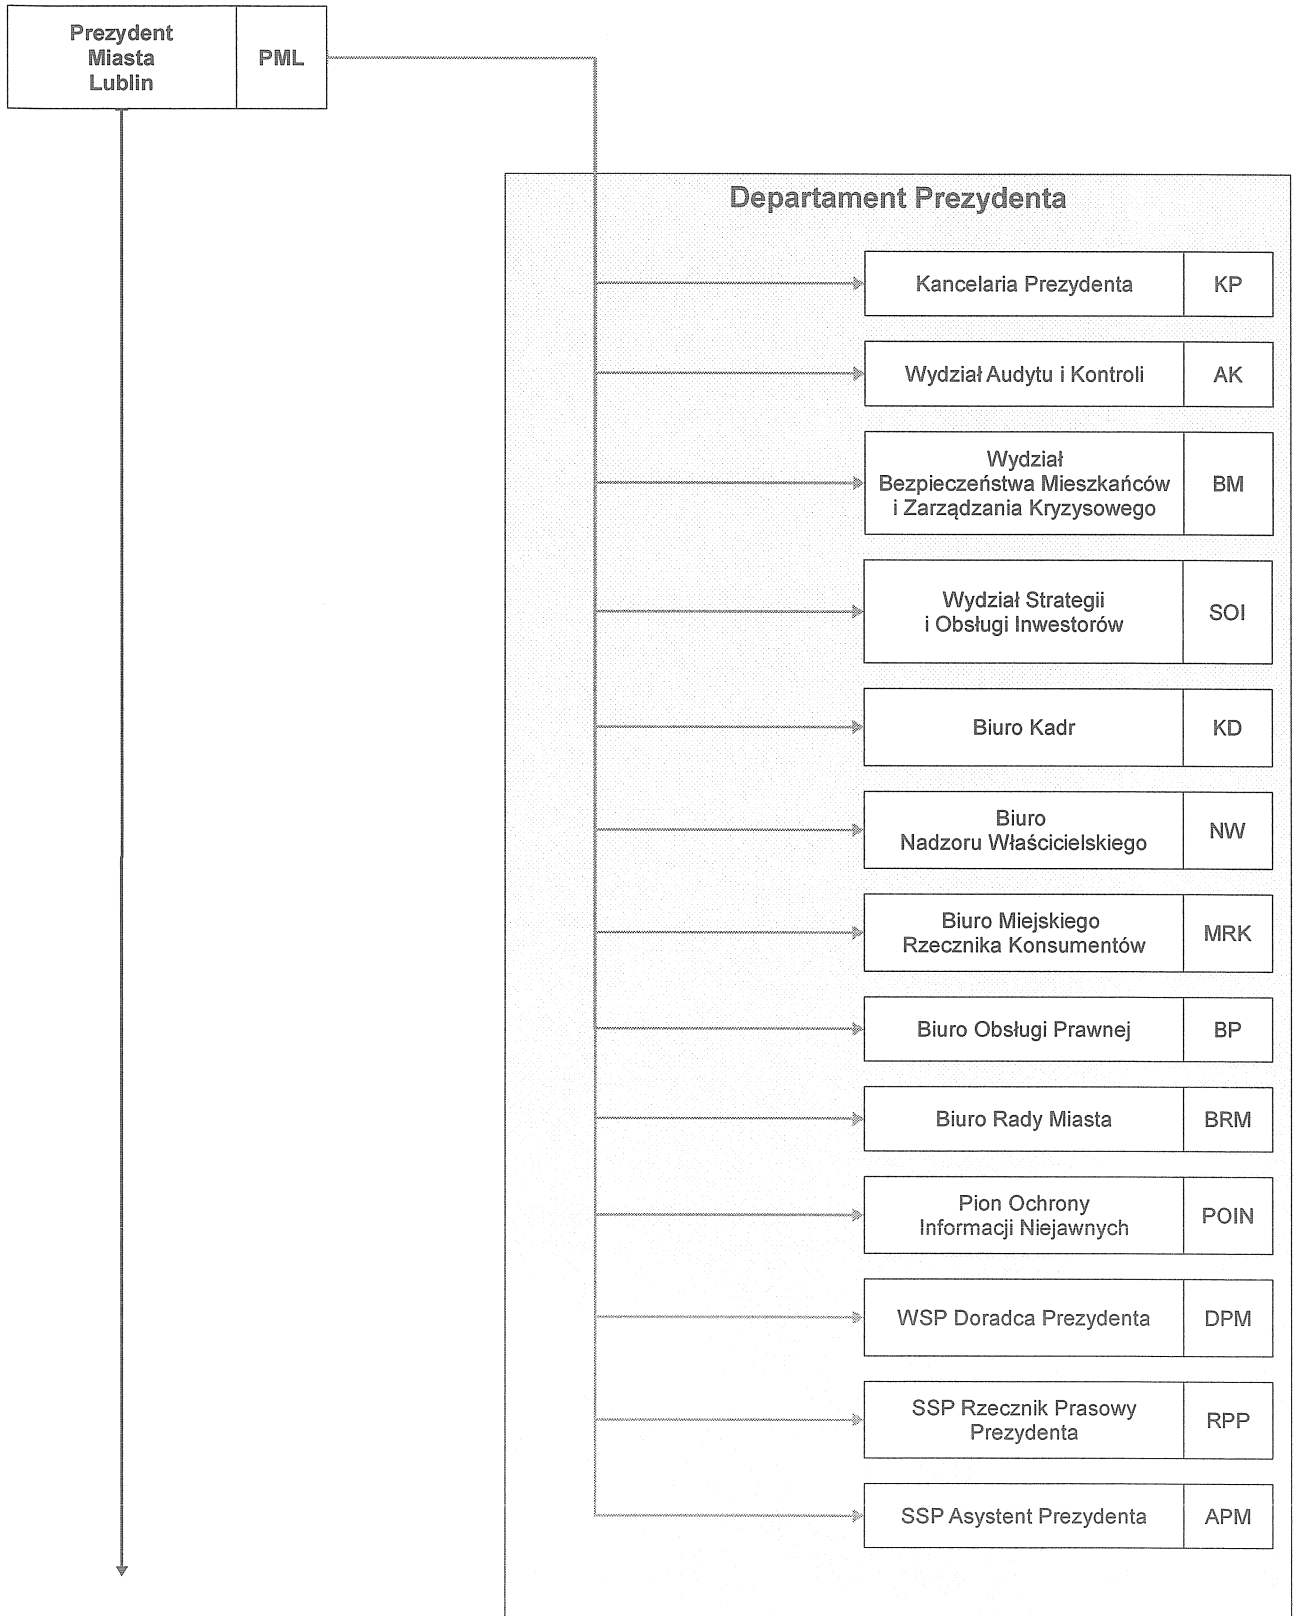 Prezydent
Miasta
Lublin
PML
Departament Prezydenta
Kancelaria Prezydenta
KP
Wydział Audytu i Kontroli
AK
Wydział
Bezpieczeństwa Mieszkańców
i Zarządzania Kryzysowego
BM
Wydział Strategii
i Obsługi Inwestorów
SOI
Biuro Kadr
KD
Biuro
Nadzoru Właścicielskiego
NW
Biuro Miejskiego
Rzecznika Konsumentów
MRK
Biuro Obsługi Prawnej
BP
Biuro Rady Miasta
BRM
Pion Ochrony
Informacji Niejawnych
POIN
WSP Doradca Prezydenta
DPM
SSP Rzecznik Prasowy
Prezydenta
RPP
SSP Asystent Prezydenta
APM